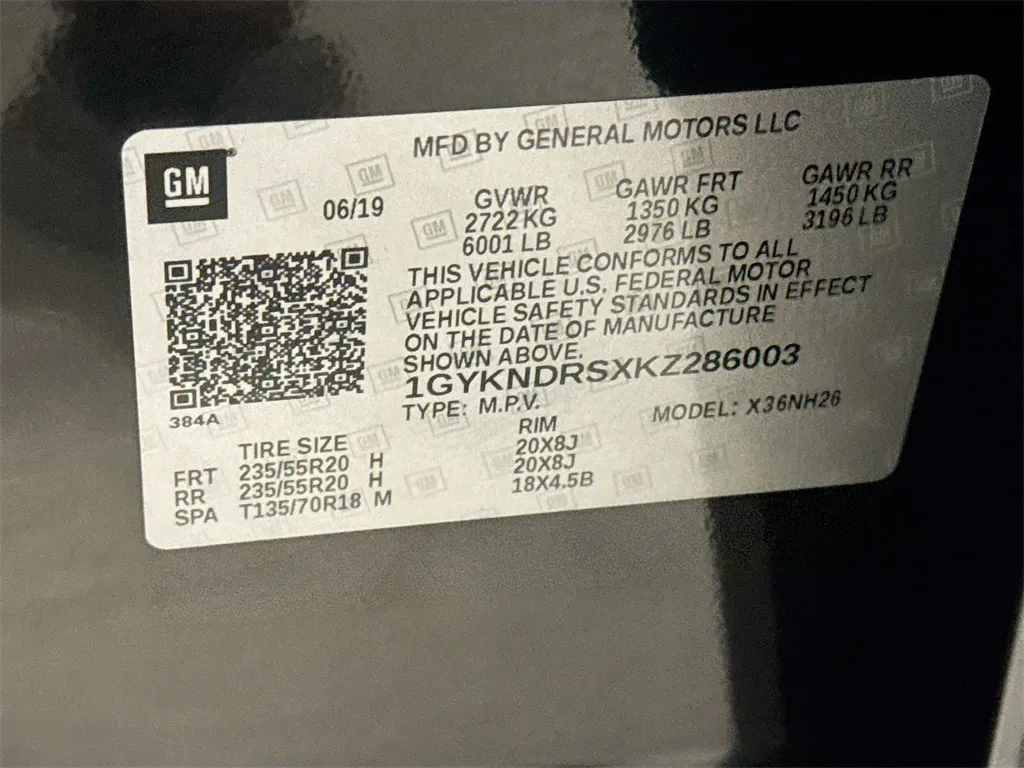 MFD BY GENERAL MOTORS LLC
GM
06/19
GVWR GAWR FRT GAWR RR
2722 KG 1350 KG 1450 KG
6001 LB 2976 LB 3196 LB
THIS VEHICLE CONFORMS TO ALL
APPLICABLE U.S. FEDERAL MOTOR
VEHICLE SAFETY STANDARDS IN EFFECT
ON THE DATE OF MANUFACTURE
SHOWN ABOVE.
1GYKNDRSXKZ286003
TYPE: M.P.V. MODEL: X36NH26
384A
TIRE SIZE RIM
FRT 235/55R20 H 20X8J
RR 235/55R20 H 20X8J
SPA T135/70R18 M 18X4.5B